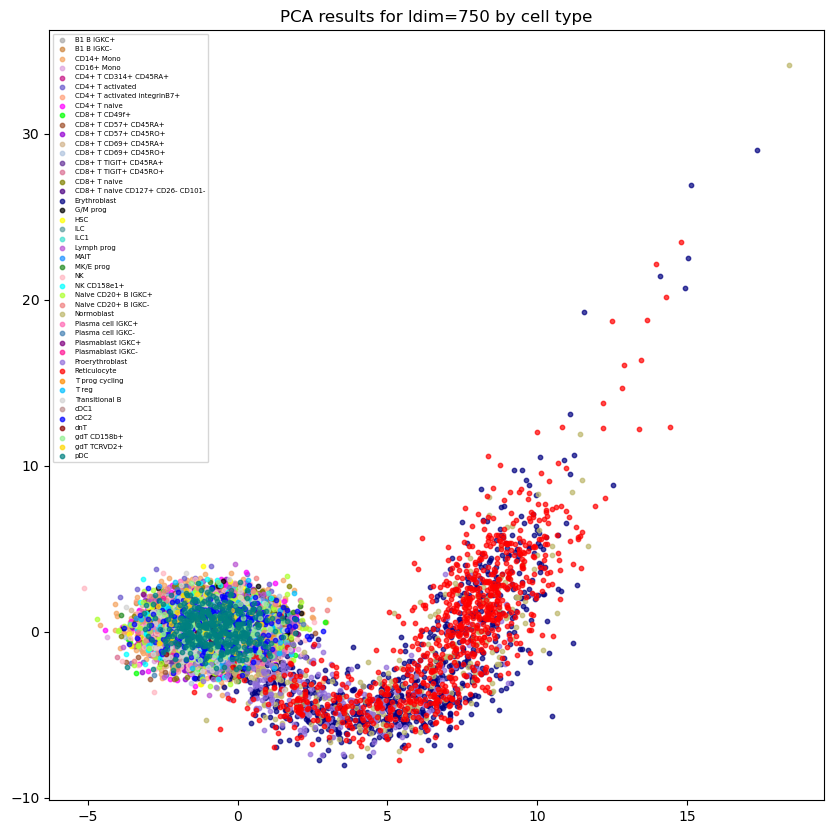 PCA results for ldim=750 by cell type
B1 B IGKC+
B1 B IGKC-
CD14+ Mono
CD16+ Mono
CD4+ T CD314+ CD45RA+
CD4+ T activated
CD4+ T activated integrinB7+
CD4+ T naive
CD8+ T CD49f+
CD8+ T CD57+ CD45RA+
CD8+ T CD57+ CD45RO+
CD8+ T CD69+ CD45RA+
CD8+ T CD69+ CD45RO+
CD8+ T TIGIT+ CD45RA+
CD8+ T TIGIT+ CD45RO+
CD8+ T naive
CD8+ T naive CD127+ CD26- CD101-
Erythroblast
G/M prog
HSC
ILC
ILC1
Lymph prog
MAIT
MK/E prog
NK
NK CD158e1+
Naive CD20+ B IGKC+
Naive CD20+ B IGKC-
Normoblast
Plasma cell IGKC+
Plasma cell IGKC-
Plasmablast IGKC+
Plasmablast IGKC-
Proerythroblast
Reticulocyte
T prog cycling
T reg
Transitional B
cDC1
cDC2
dnT
gdT CD158b+
gdT TCRVD2+
pDC
30
20
10
0
−10
−5
0
5
10
15